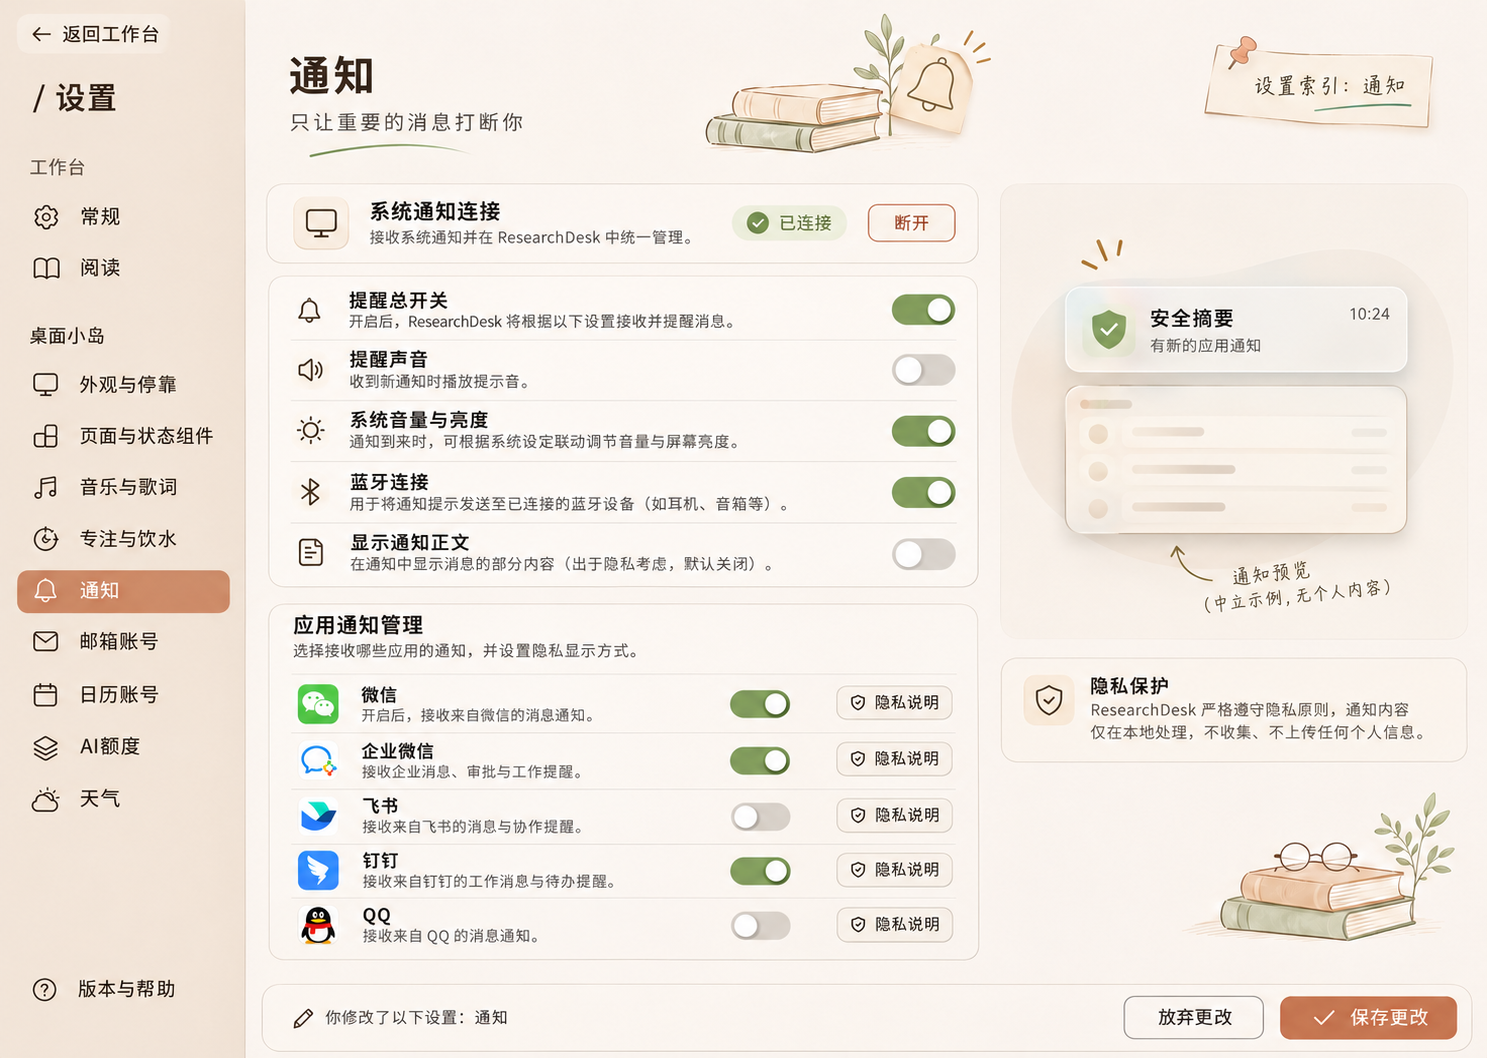 返回工作台
/ 设置
工作台
常规
阅读
桌面小岛
外观与停靠
页面与状态组件
音乐与歌词
专注与饮水
通知
邮箱账号
日历账号
AI额度
天气
版本与帮助
通知
只让重要的消息打断你
设置索引：通知
系统通知连接
接收系统通知并在 ResearchDesk 中统一管理。
已连接
断开
提醒总开关
开启后，ResearchDesk 将根据以下设置接收并提醒消息。
提醒声音
收到新通知时播放提示音。
系统音量与亮度
通知到来时，可根据系统设定联动调节音量与屏幕亮度。
蓝牙连接
用于将通知提示发送至已连接的蓝牙设备（如耳机、音箱等）。
显示通知正文
在通知中显示消息的部分内容（出于隐私考虑，默认关闭）。
应用通知管理
选择接收哪些应用的通知，并设置隐私显示方式。
微信
开启后，接收来自微信的消息通知。
隐私说明
企业微信
接收企业消息、审批与工作提醒。
隐私说明
飞书
接收来自飞书的消息与协作提醒。
隐私说明
钉钉
接收来自钉钉的工作消息与待办提醒。
隐私说明
QQ
接收来自 QQ 的消息通知。
隐私说明
安全摘要
10:24
有新的应用通知
通知预览
（中立示例，无个人内容）
隐私保护
ResearchDesk 严格遵守隐私原则，通知内容
仅在本地处理，不收集、不上传任何个人信息。
你修改了以下设置：通知
放弃更改
保存更改